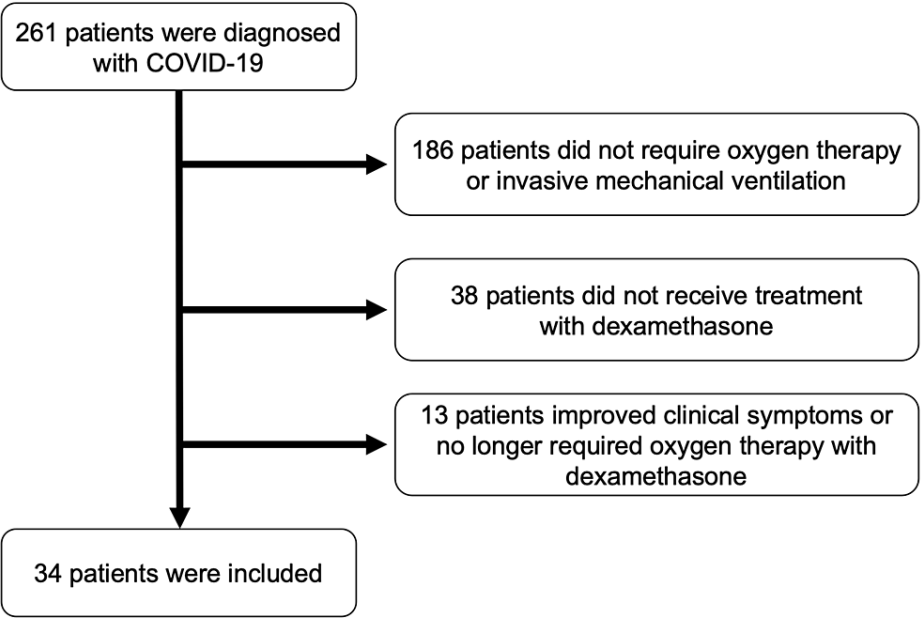 261 patients were diagnosed
with COVID-19
186 patients did not require oxygen therapy
or invasive mechanical ventilation
38 patients did not receive treatment
with dexamethasone
13 patients improved clinical symptoms or
no longer required oxygen therapy with
dexamethasone
34 patients were included